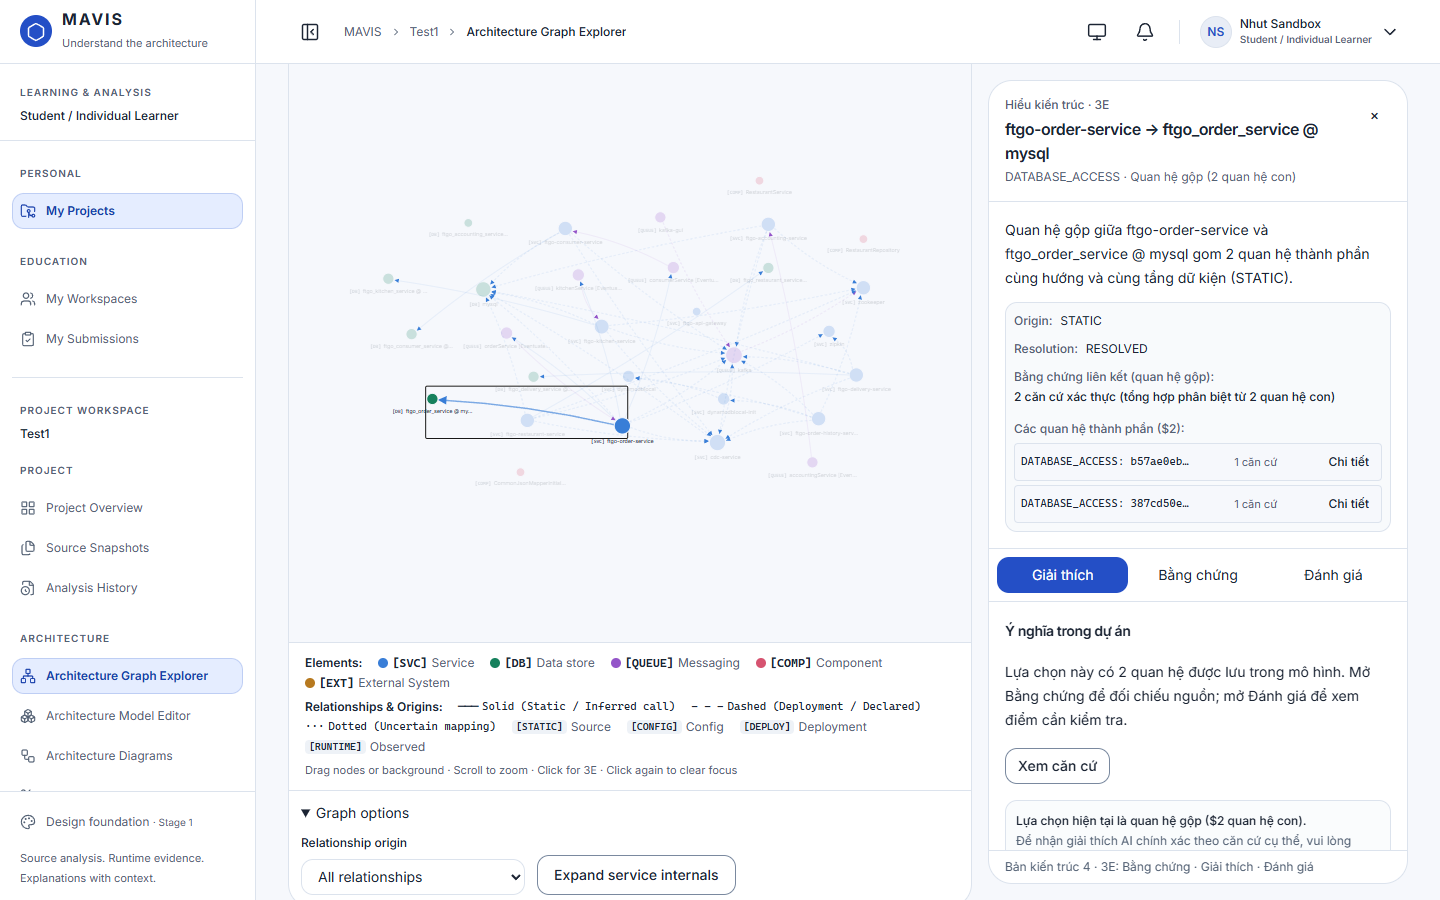 MAVIS
Understand the architecture
LEARNING & ANALYSIS
Student / Individual Learner
PERSONAL
My Projects
EDUCATION
My Workspaces
My Submissions
PROJECT WORKSPACE
Test1
PROJECT
Project Overview
Source Snapshots
Analysis History
ARCHITECTURE
Architecture Graph Explorer
Architecture Model Editor
Architecture Diagrams
Design foundation · Stage 1
Source analysis. Runtime evidence.
Explanations with context.
MAVIS > Test1 > Architecture Graph Explorer
NS
Nhut Sandbox
Student / Individual Learner
[DB] ftgo_order_service @ my...
[SVC] ftgo-order-service
Elements: [SVC] Service [DB] Data store [QUEUE] Messaging [COMP] Component
[EXT] External System
Relationships & Origins: Solid (Static / Inferred call) Dashed (Deployment / Declared)
Dotted (Uncertain mapping) [STATIC] Source [CONFIG] Config [DEPLOY] Deployment
[RUNTIME] Observed
Drag nodes or background · Scroll to zoom · Click for 3E · Click again to clear focus
▼ Graph options
Relationship origin
All relationships
Expand service internals
Hiểu kiến trúc · 3E
×
ftgo-order-service → ftgo_order_service @
mysql
DATABASE_ACCESS · Quan hệ gộp (2 quan hệ con)
Quan hệ gộp giữa ftgo-order-service và
ftgo_order_service @ mysql gom 2 quan hệ thành phần
cùng hướng và cùng tầng dữ kiện (STATIC).
Origin: STATIC
Resolution: RESOLVED
Bằng chứng liên kết (quan hệ gộp):
2 căn cứ xác thực (tổng hợp phân biệt từ 2 quan hệ con)
Các quan hệ thành phần ($2):
DATABASE_ACCESS: b57ae0eb… 1 căn cứ Chi tiết
DATABASE_ACCESS: 387cd50e… 1 căn cứ Chi tiết
Giải thích Bằng chứng Đánh giá
Ý nghĩa trong dự án
Lựa chọn này có 2 quan hệ được lưu trong mô hình. Mở
Bằng chứng để đối chiếu nguồn; mở Đánh giá để xem
điểm cần kiểm tra.
Xem căn cứ
Lựa chọn hiện tại là quan hệ gộp ($2 quan hệ con).
Để nhận giải thích AI chính xác theo căn cứ cụ thể, vui lòng
Bản kiến trúc 4 · 3E: Bằng chứng · Giải thích · Đánh giá